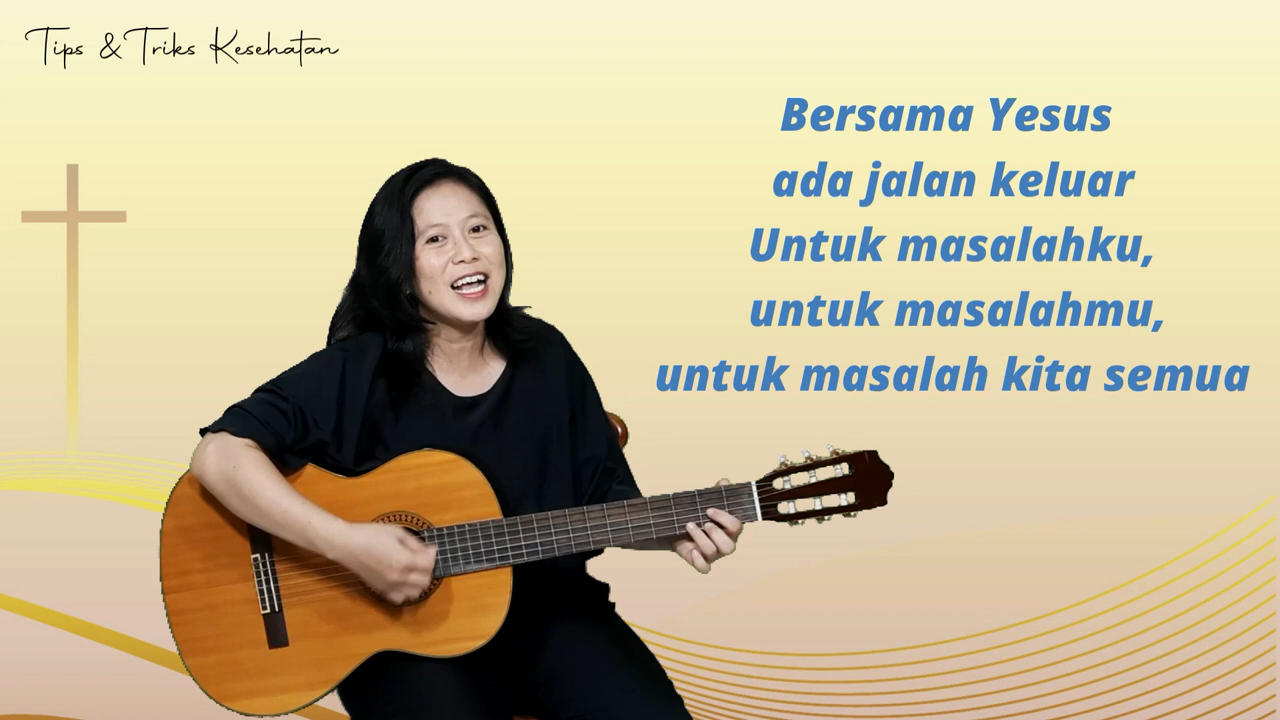 Tips & Triks Kesehatan
Bersama Yesus
ada jalan keluar
Untuk masalahku,
untuk masalahmu,
untuk masalah kita semua